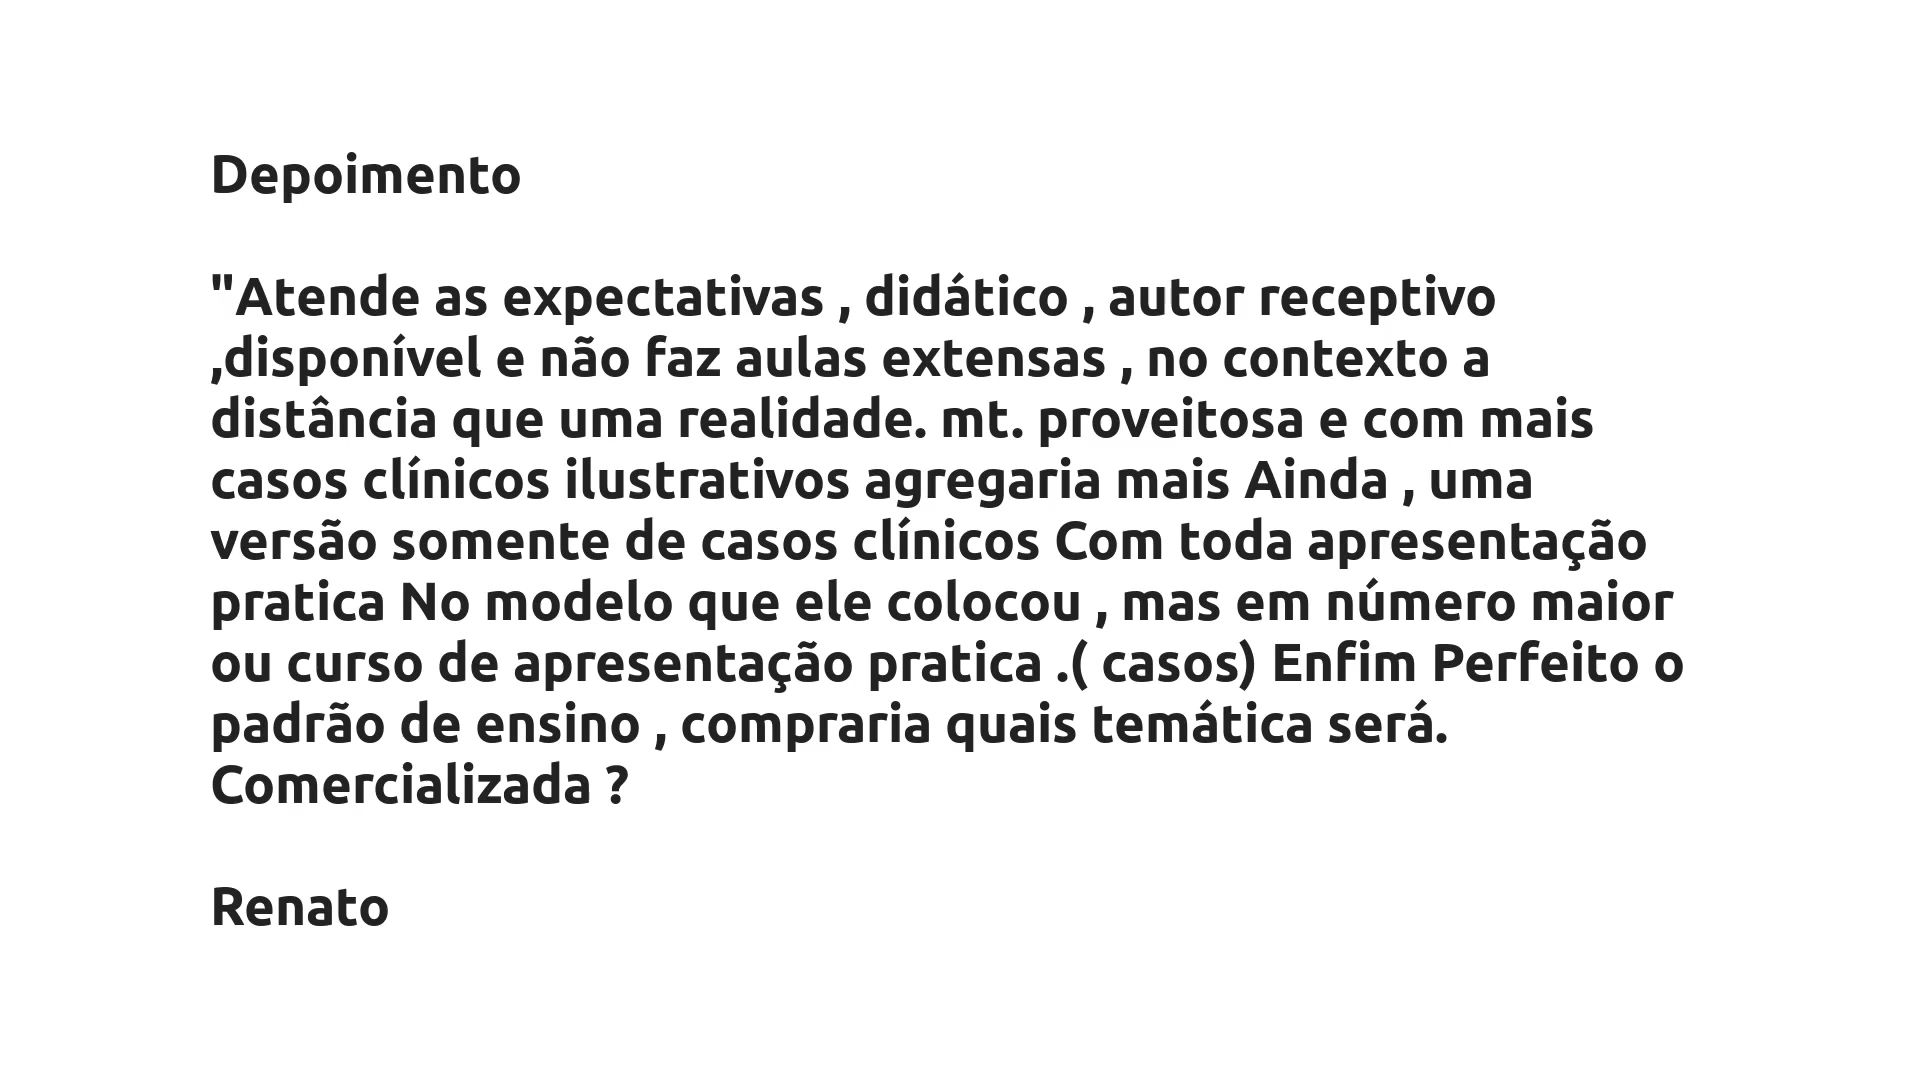 Depoimento
"Atende as expectativas , didático , autor receptivo
,disponível e não faz aulas extensas , no contexto a
distância que uma realidade. mt. proveitosa e com mais
casos clínicos ilustrativos agregaria mais Ainda , uma
versão somente de casos clínicos Com toda apresentação
pratica No modelo que ele colocou , mas em número maior
ou curso de apresentação pratica .( casos) Enfim Perfeito o
padrão de ensino , compraria quais temática será.
Comercializada ?
Renato